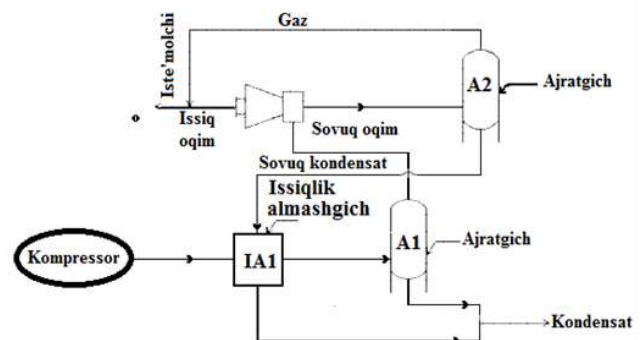 Gaz
Iste'molchi
A2
Ajratgich
Issiq
oqim
Sovuq oqim
Sovuq kondensat
Issiqlik
almashgich
Kompressor
IA1
A1
Ajratgich
Kondensat